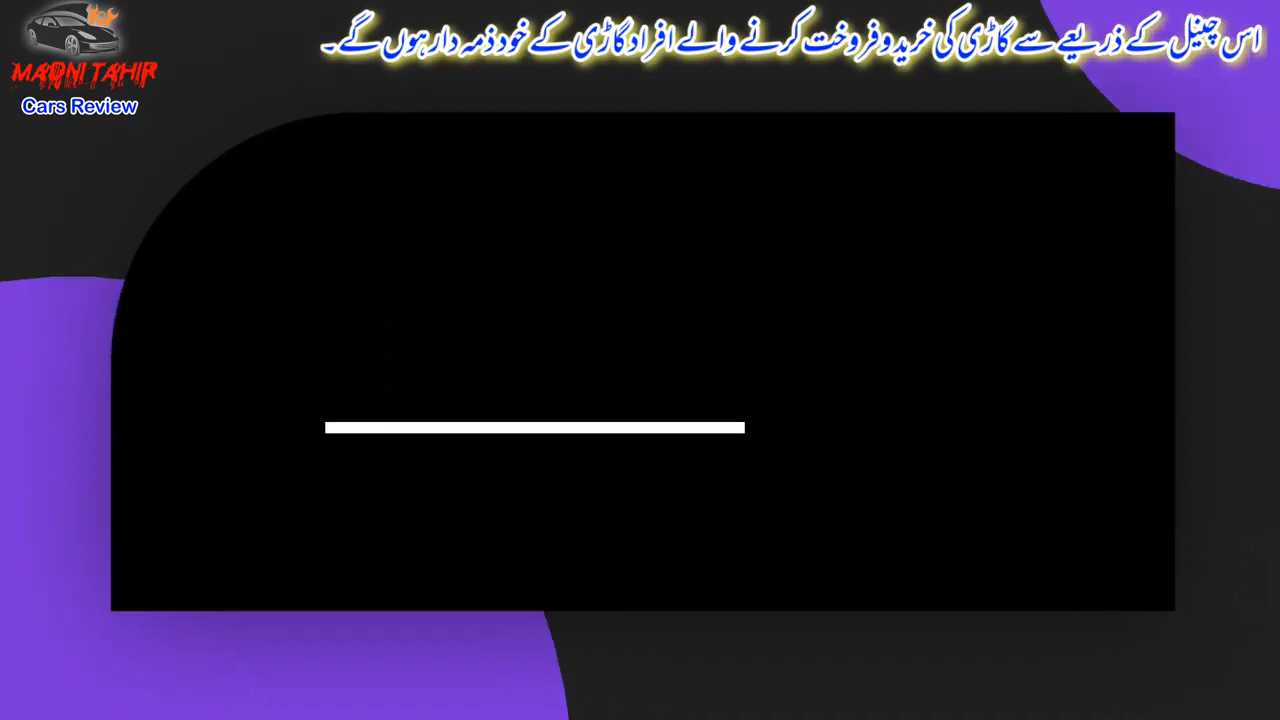 اس چینل کے ذریعے سے گاڑی کی خرید و فروخت کرنے والے افراد گاڑی کے خود ذمہ دار ہوں گے۔
MADNI TAHIR
Cars Review